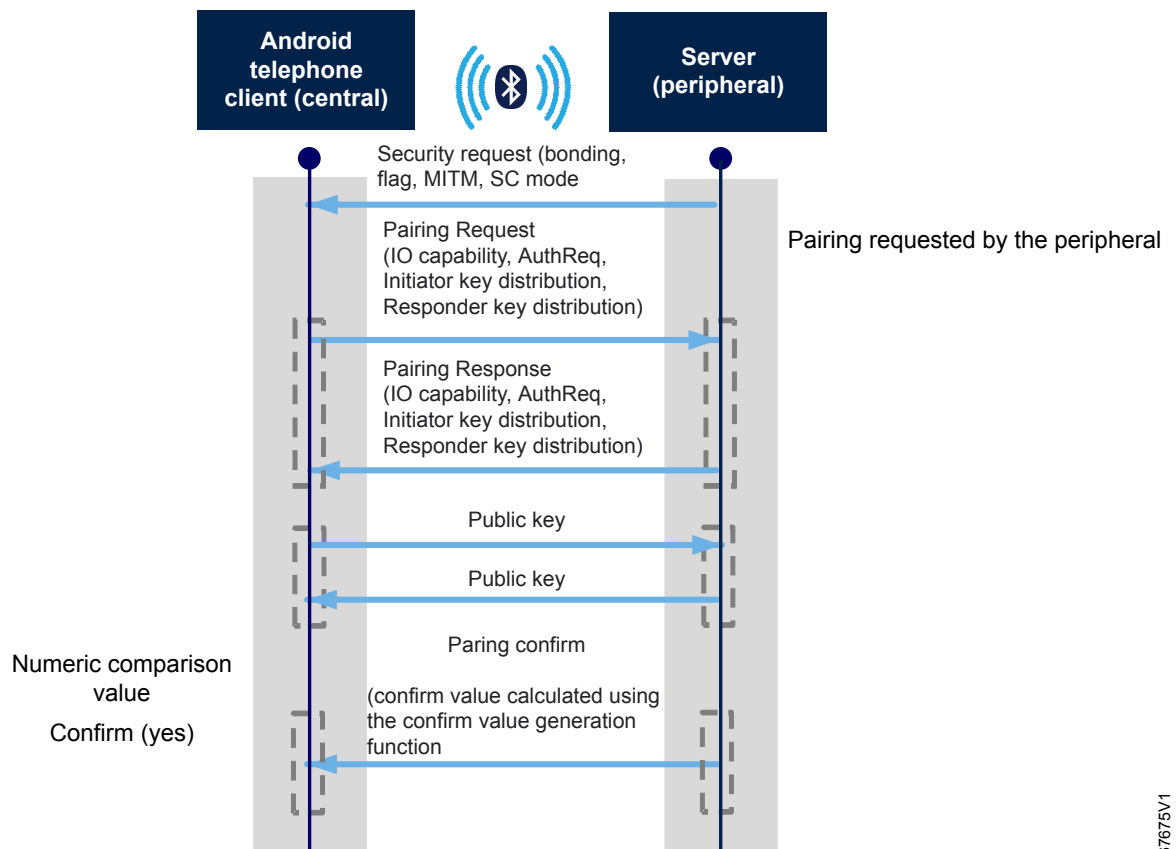 Android
telephone
client (central)
Server
(peripheral)
Security request (bonding,
flag, MITM, SC mode
Pairing requested by the peripheral
Pairing Request
(IO capability, AuthReq,
Initiator key distribution,
Responder key distribution)
Pairing Response
(IO capability, AuthReq,
Initiator key distribution,
Responder key distribution)
Public key
Public key
Paring confirm
Numeric comparison
value
Confirm (yes)
(confirm value calculated using
the confirm value generation
function